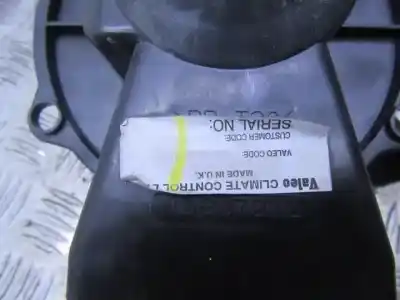 Valeo CLIMATE CONTROL
MADE IN U.K.
VALEO CODE:
CUSTOMER CODE:
SERIAL NO: